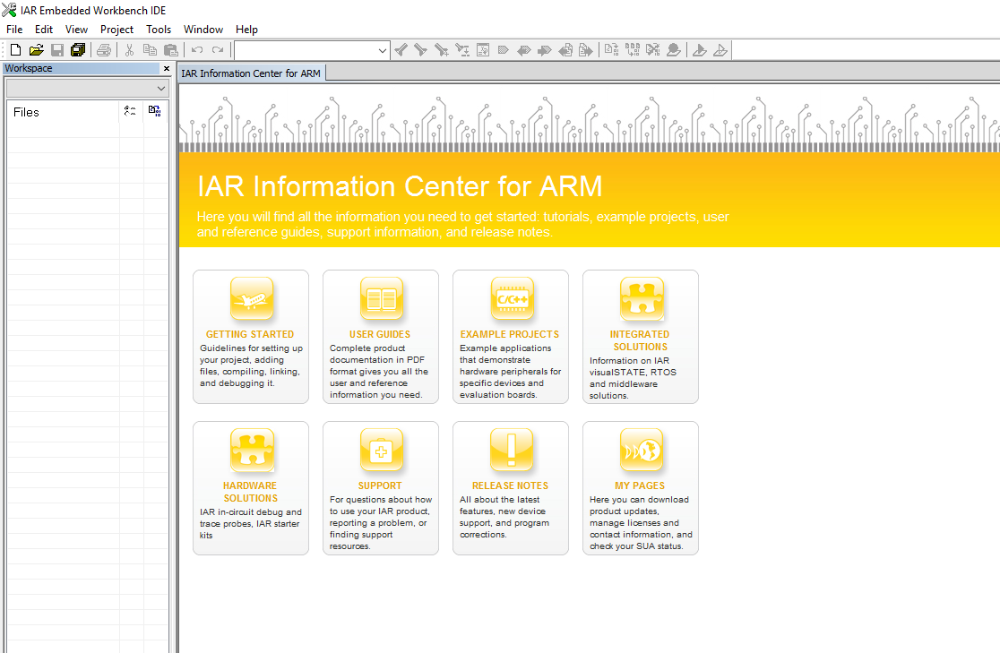 IAR Embedded Workbench IDE
File Edit View Project Tools Window Help
Workspace
IAR Information Center for ARM
Files
IAR Information Center for ARM
Here you will find all the information you need to get started: tutorials, example projects, user
and reference guides, support information, and release notes.
GETTING STARTED
Guidelines for setting up
your project, adding
files, compiling, linking,
and debugging it.
USER GUIDES
Complete product
documentation in PDF
format gives you all the
user and reference
information you need.
C/C++
EXAMPLE PROJECTS
Example applications
that demonstrate
hardware peripherals for
specific devices and
evaluation boards.
INTEGRATED
SOLUTIONS
Information on IAR
visualSTATE, RTOS
and middleware
solutions.
HARDWARE
SOLUTIONS
IAR in-circuit debug and
trace probes, IAR starter
kits
SUPPORT
For questions about how
to use your IAR product,
reporting a problem, or
finding support
resources.
RELEASE NOTES
All about the latest
features, new device
support, and program
corrections.
MY PAGES
Here you can download
product updates,
manage licenses and
contact information, and
check your SUA status.